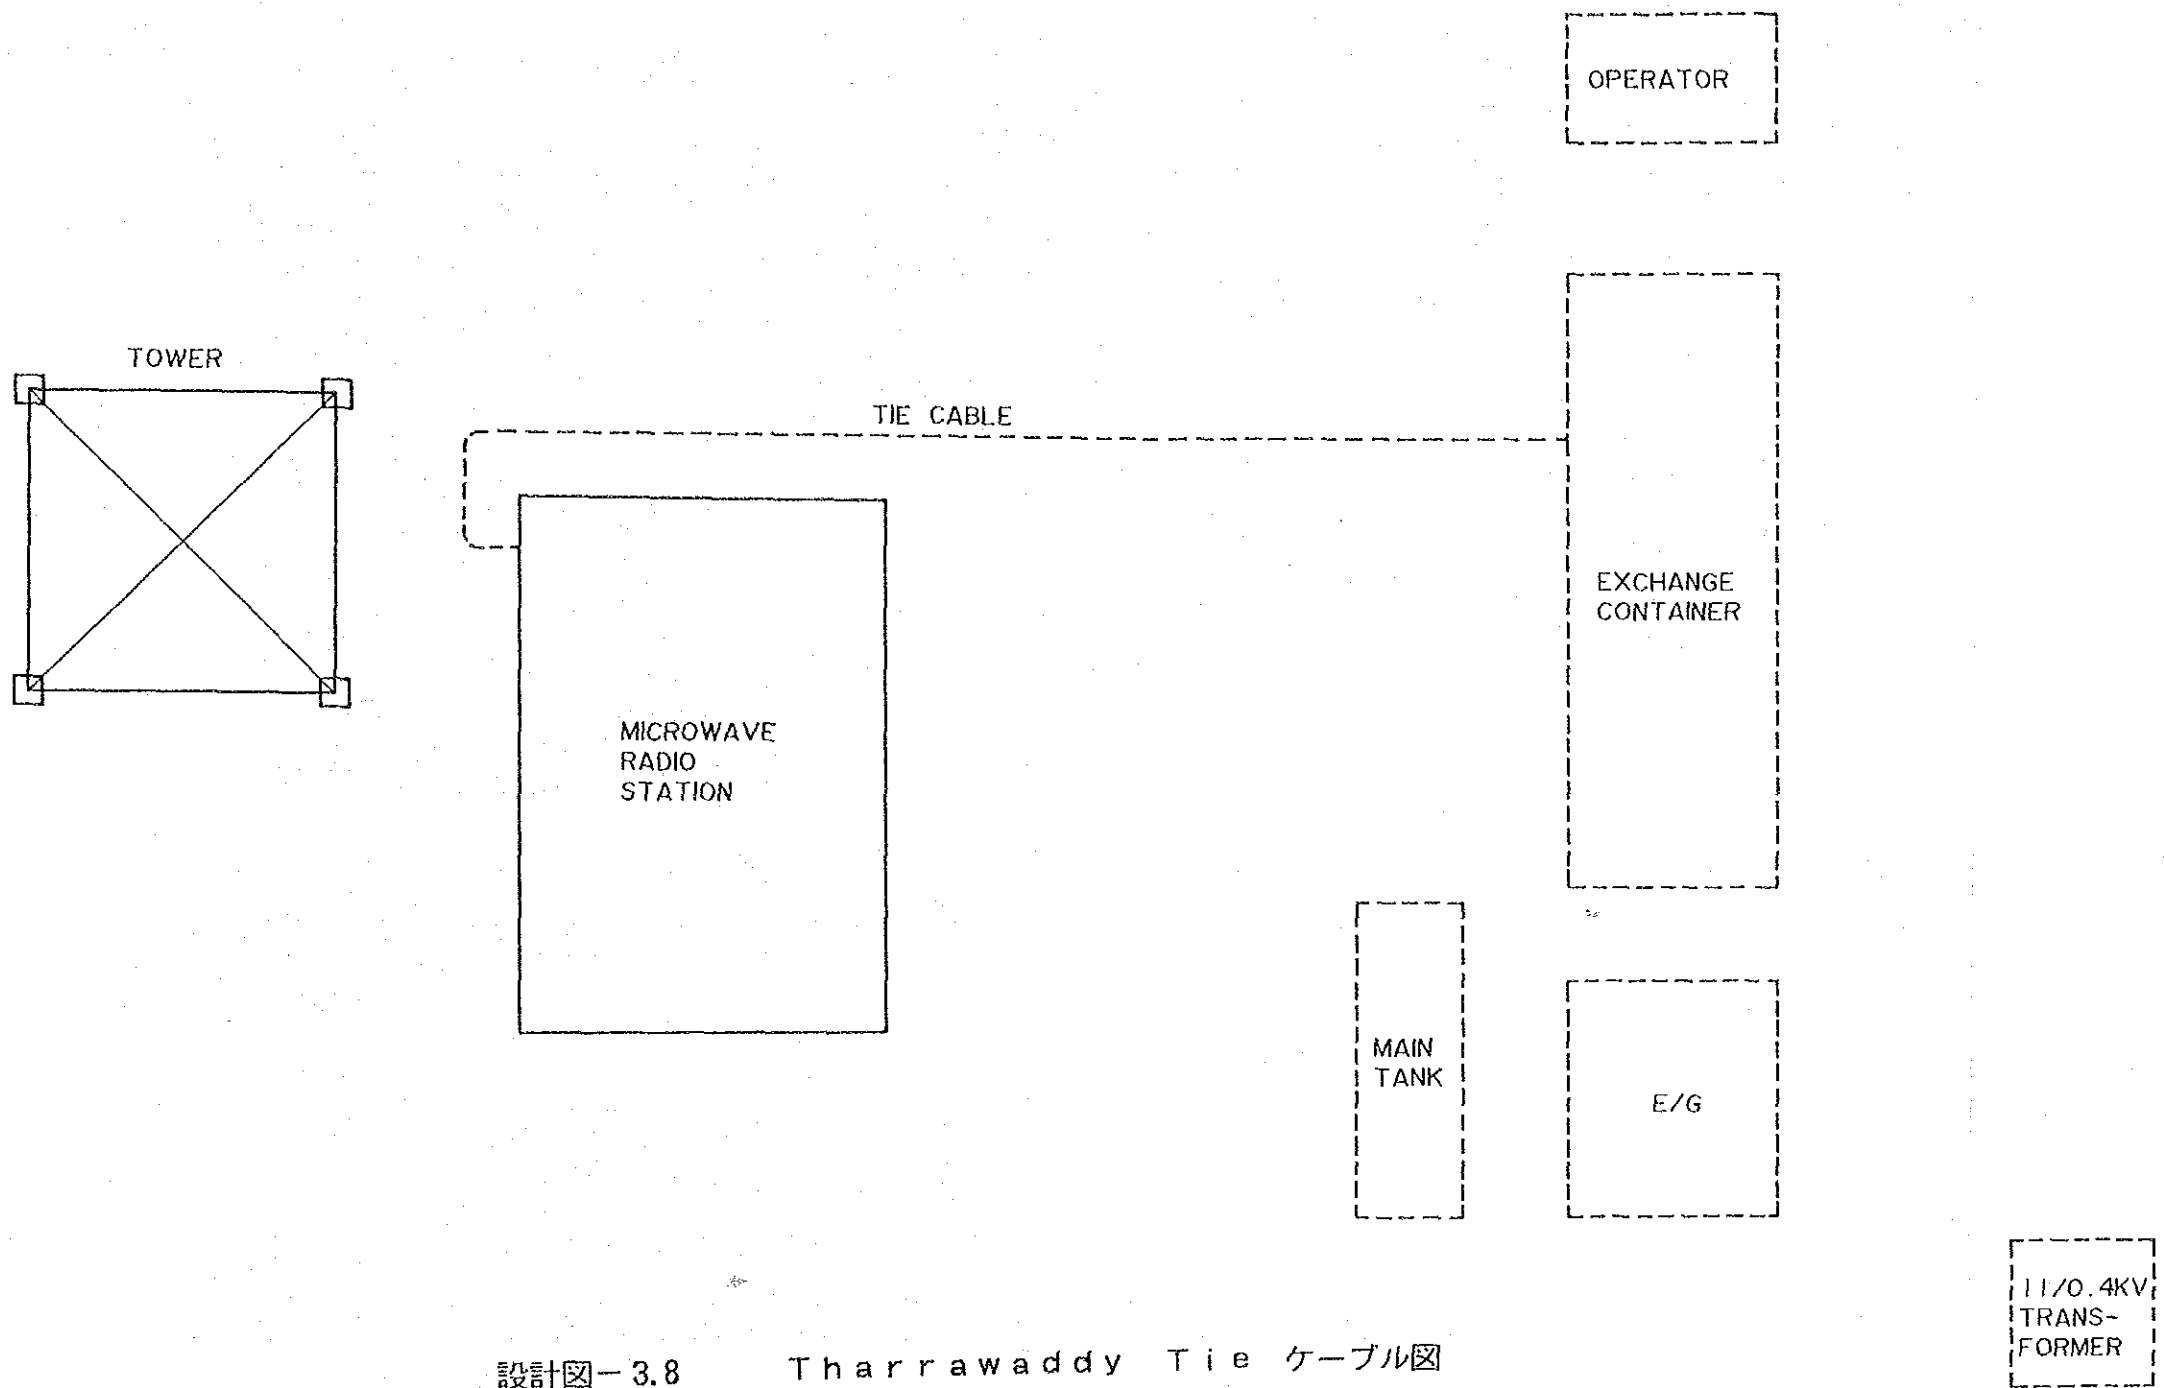 OPERATOR
TOWER
TIE CABLE
EXCHANGE
CONTAINER
MICROWAVE
RADIO
STATION
MAIN
TANK
E/G
11/0.4KV
TRANS-
FORMER
設計図-3.8 Tharrawaddy Tie ケーブル図